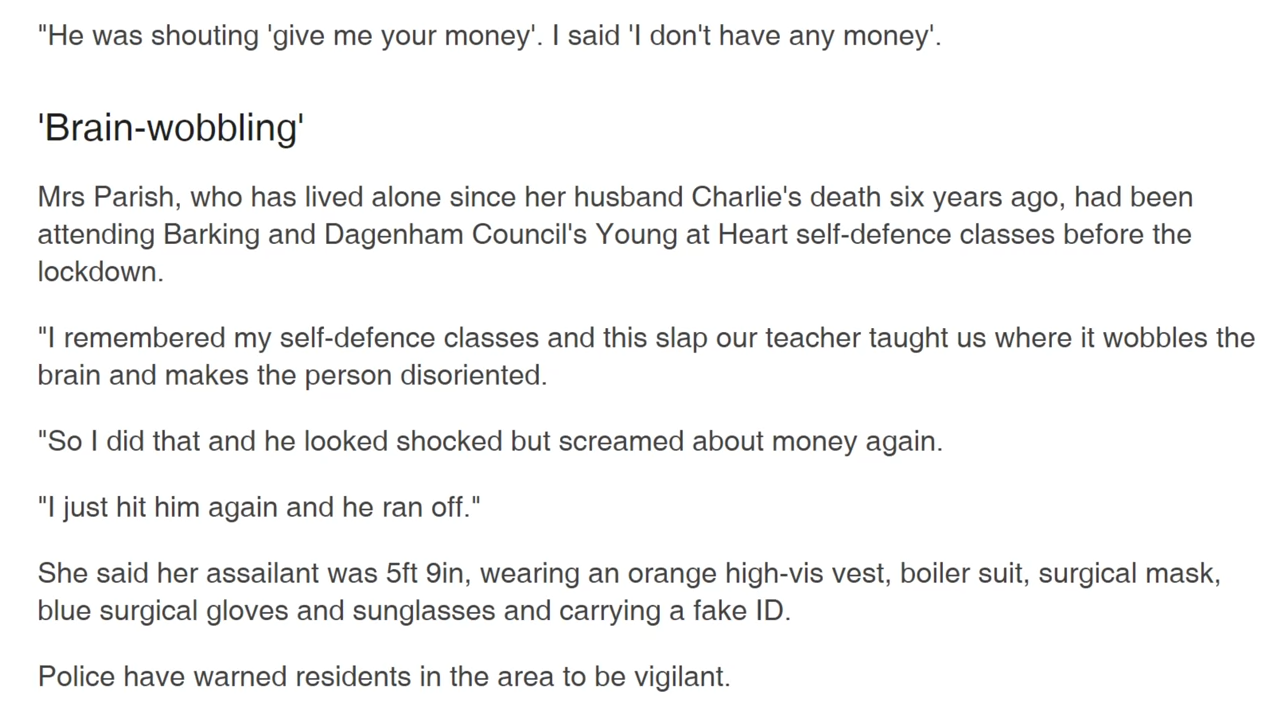 "He was shouting 'give me your money'. I said 'I don't have any money'.
'Brain-wobbling'
Mrs Parish, who has lived alone since her husband Charlie's death six years ago, had been
attending Barking and Dagenham Council's Young at Heart self-defence classes before the
lockdown.
"I remembered my self-defence classes and this slap our teacher taught us where it wobbles the
brain and makes the person disoriented.
"So I did that and he looked shocked but screamed about money again.
"I just hit him again and he ran off."
She said her assailant was 5ft 9in, wearing an orange high-vis vest, boiler suit, surgical mask,
blue surgical gloves and sunglasses and carrying a fake ID.
Police have warned residents in the area to be vigilant.